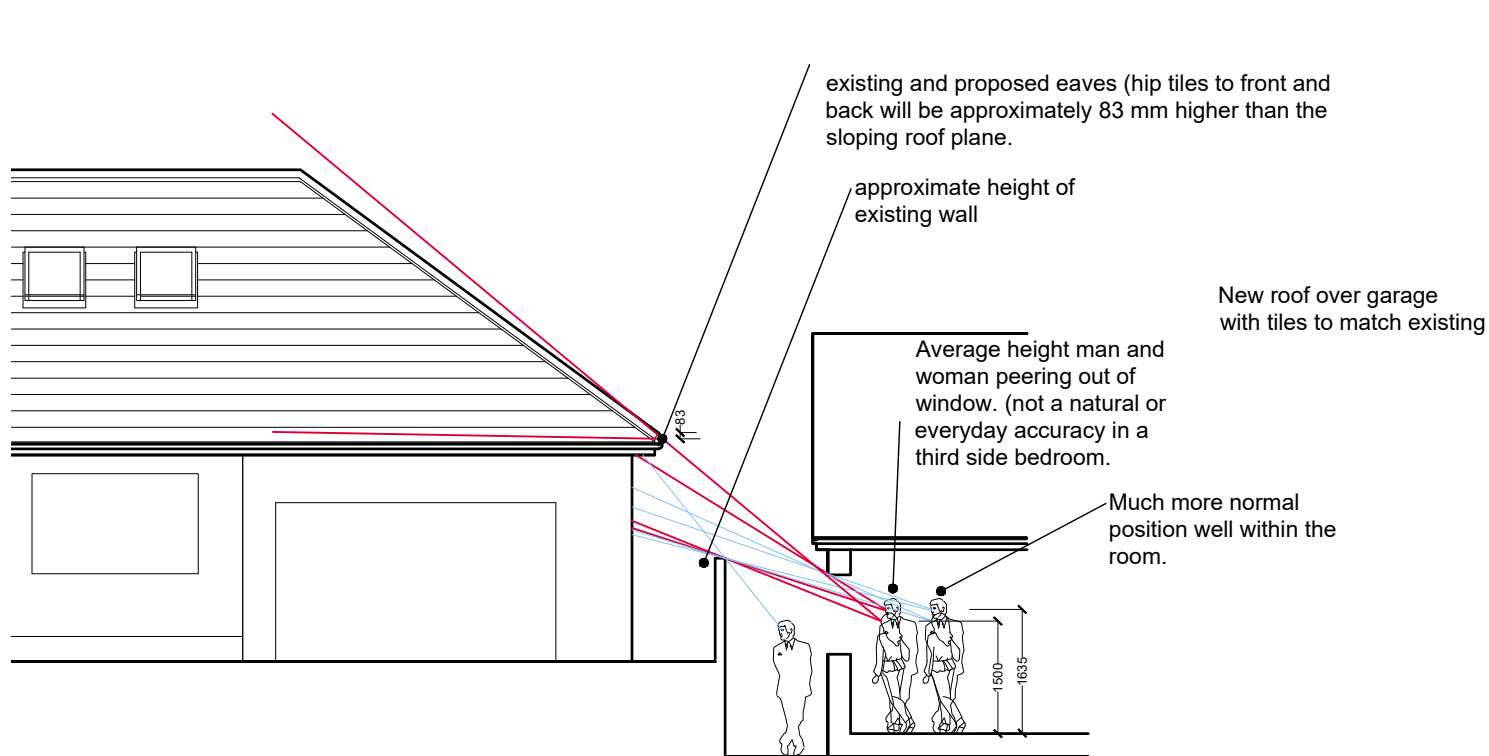 existing and proposed eaves (hip tiles to front and
back will be approximately 83 mm higher than the
sloping roof plane.
approximate height of
existing wall
New roof over garage
with tiles to match existing
Average height man and
woman peering out of
window. (not a natural or
everyday accuracy in a
third side bedroom.
83
Much more normal
position well within the
room.
1500
1635